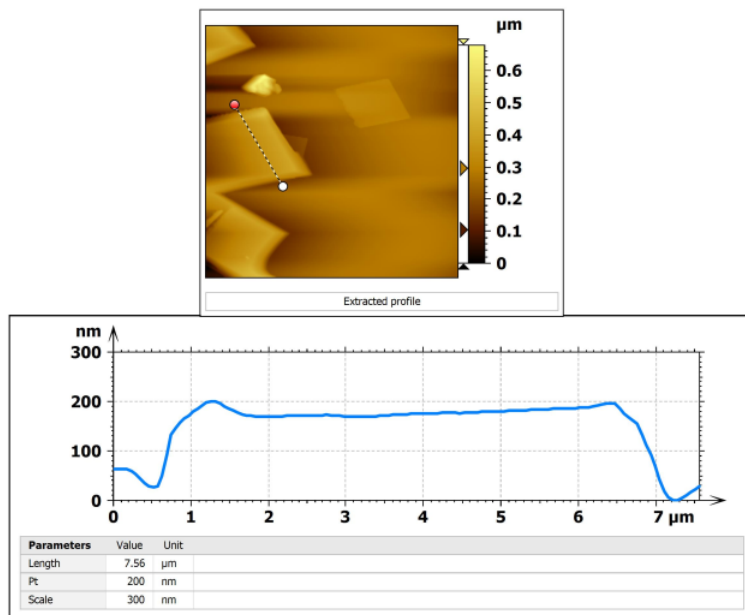 µm
0.6
0.5
0.4
0.3
0.2
0.1
0
Extracted profile
nm
300
200
100
0
0 1 2 3 4 5 6 7 µm
Parameters Value Unit
Length 7.56 µm
Pt 200 nm
Scale 300 nm